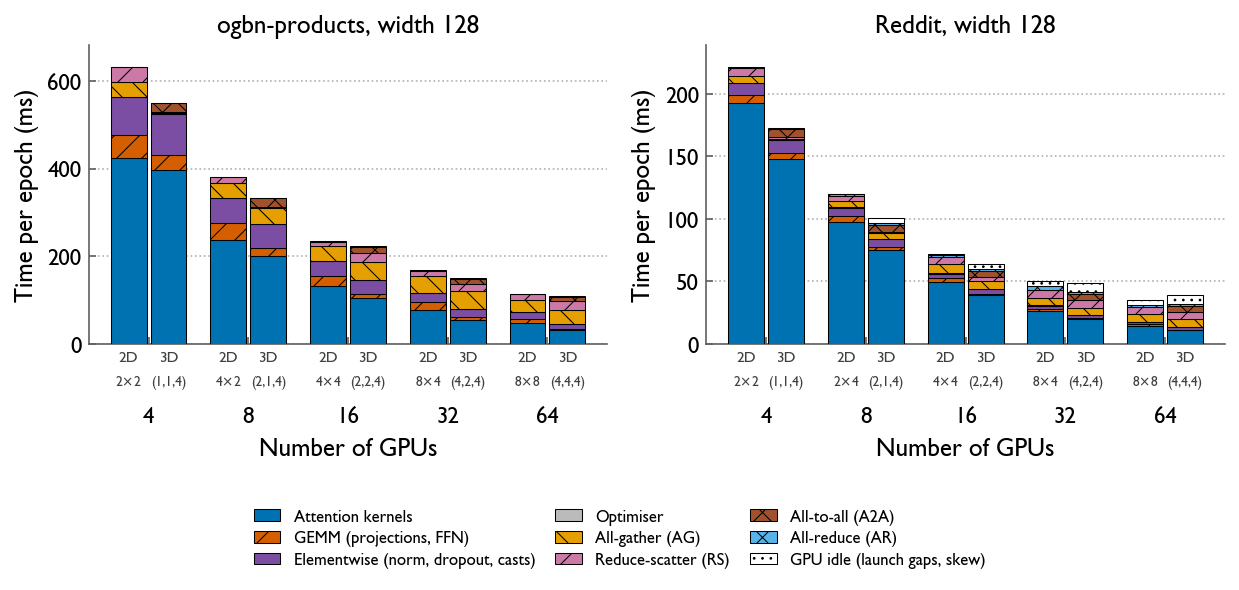 ogbn-products, width 128
Time per epoch (ms)
600
400
200
0
2D 3D 2D 3D 2D 3D 2D 3D 2D 3D
2×2 (1,1,4) 4×2 (2,1,4) 4×4 (2,2,4) 8×4 (4,2,4) 8×8 (4,4,4)
4 8 16 32 64
Number of GPUs
Reddit, width 128
Time per epoch (ms)
200
150
100
50
0
2D 3D 2D 3D 2D 3D 2D 3D 2D 3D
2×2 (1,1,4) 2×4 (2,1,4) 4×4 (2,2,4) 8×4 (4,2,4) 8×8 (4,4,4)
4 8 16 32 64
Number of GPUs
Attention kernels
GEMM (projections, FFN)
Elementwise (norm, dropout, casts)
Optimiser
All-gather (AG)
Reduce-scatter (RS)
All-to-all (A2A)
All-reduce (AR)
GPU idle (launch gaps, skew)